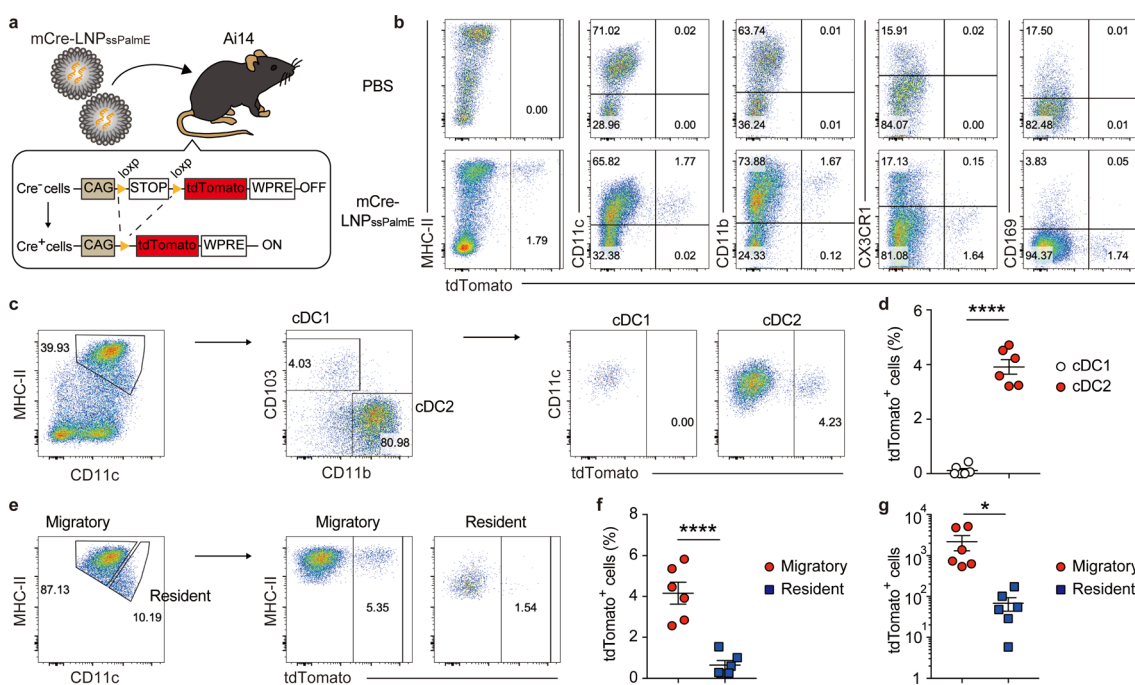 a
mCre-LNPssPalmE
Ai14
loxp
loxp
Cre⁻ cells
CAG
STOP
tdTomato
WPRE
OFF
Cre⁺ cells
CAG
tdTomato
WPRE
ON
b
PBS
mCre-
LNPssPalmE
MHC-II
0.00
1.79
CD11c
71.02
0.02
28.96
0.00
65.82
1.77
32.38
0.02
CD11b
63.74
0.01
36.24
0.01
73.88
1.67
24.33
0.12
CX3CR1
15.91
0.02
84.07
0.00
17.13
0.15
81.08
1.64
CD169
17.50
0.01
82.48
0.01
3.83
0.05
94.37
1.74
tdTomato
c
39.93
MHC-II
CD11c
cDC1
4.03
CD103
cDC2
80.98
CD11b
cDC1
cDC2
CD11c
0.00
4.23
tdTomato
d
tdTomato⁺ cells (%)
6
4
2
0
****
cDC1
cDC2
e
Migratory
87.13
Resident
10.19
MHC-II
CD11c
Migratory
Resident
MHC-II
5.35
1.54
tdTomato
f
tdTomato⁺ cells (%)
8
6
4
2
0
****
Migratory
Resident
g
tdTomato⁺ cells
10⁴
10³
10²
10¹
1
*
Migratory
Resident